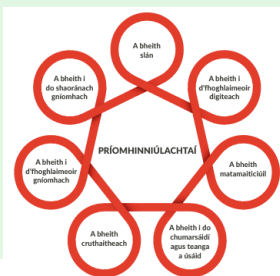 A bheith
slán
A bheith i
d'fhoghlaimeoir
digiteach
A bheith
matamaiticiúil
A bheith i do
chumarsáidí
agus teanga
a úsáid
A bheith
cruthaitheach
A bheith i
d'fhoghlaimeoir
gníomhach
A bheith i
do shaoránach
gníomhach
PRÍOMHINNIÚLACHTAÍ